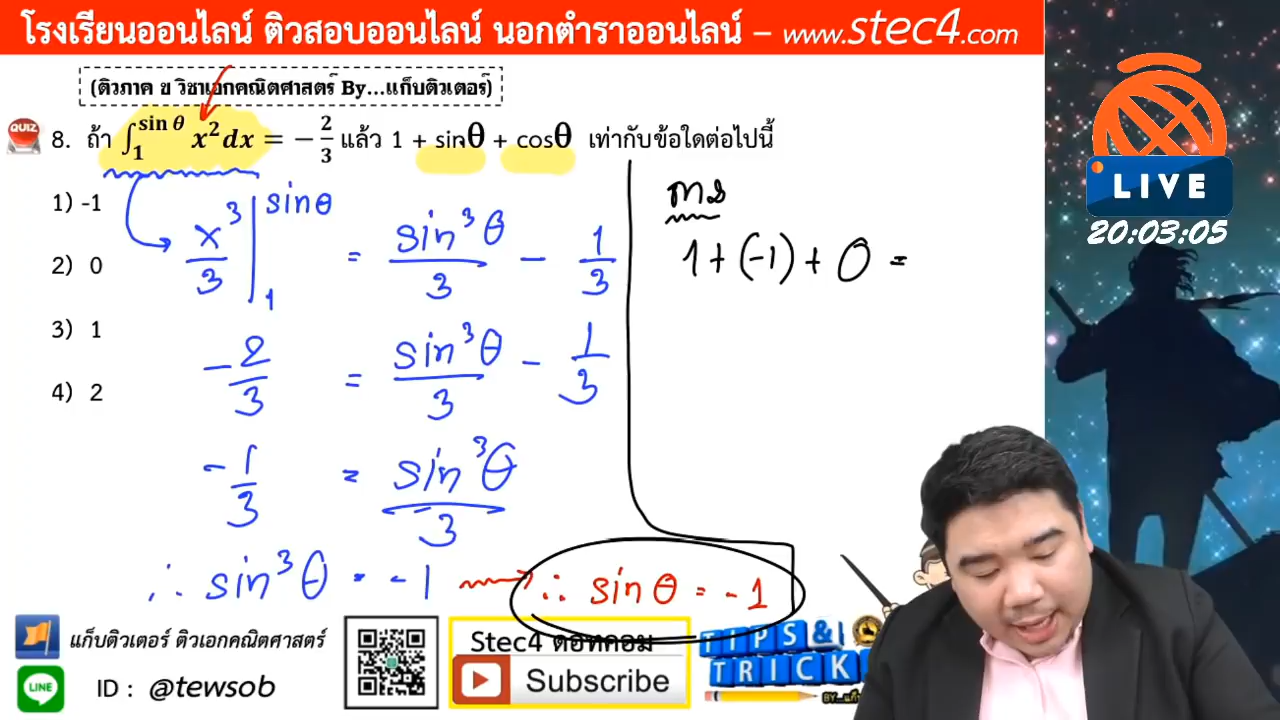 โรงเรียนออนไลน์ ติวสอบออนไลน์ นอกตำราออนไลน์ – www.stec4.com
(ติวภาค ข วิชาเอกคณิตศาสตร์ By...แก็บติวเตอร์)
QUIZ
8. ถ้า ∫₁^{sin θ} x² dx = −2/3 แล้ว 1 + sinθ + cosθ เท่ากับข้อใดต่อไปนี้
1) -1
2) 0
3) 1
4) 2
x³/3 |₁^{sinθ} = sin³θ/3 − 1/3
−2/3 = sin³θ/3 − 1/3
−1/3 = sin³θ/3
∴ sin³θ = -1
∴ sinθ = -1
1 + (-1) + 0 =
LIVE
20:03:05
แก็บติวเตอร์ ติวเอกคณิตศาสตร์
LINE
ID : @tewsob
Stec4 ดอทคอม
Subscribe
TIPS &
TRICK